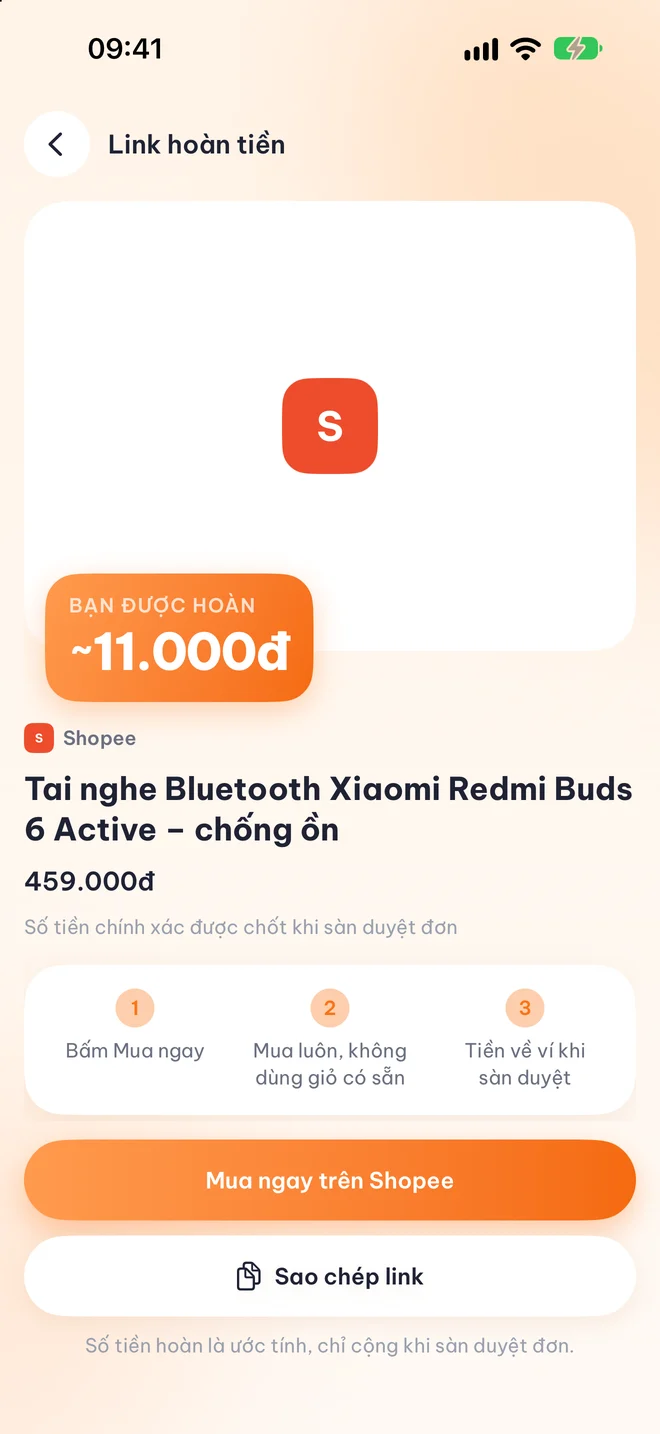 09:41
Link hoàn tiền
S
BẠN ĐƯỢC HOÀN
~11.000đ
S Shopee
Tai nghe Bluetooth Xiaomi Redmi Buds
6 Active – chống ồn
459.000đ
Số tiền chính xác được chốt khi sàn duyệt đơn
1
Bấm Mua ngay
2
Mua luôn, không
dùng giỏ có sẵn
3
Tiền về ví khi
sàn duyệt
Mua ngay trên Shopee
Sao chép link
Số tiền hoàn là ước tính, chỉ cộng khi sàn duyệt đơn.